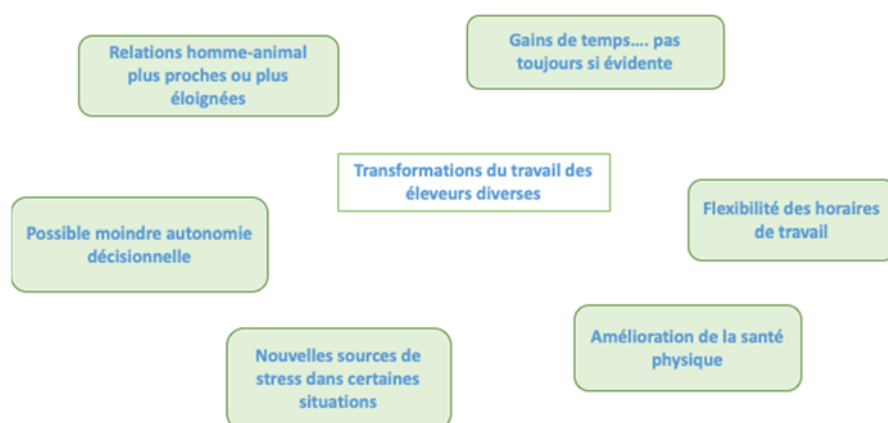 Relations homme-animal
plus proches ou plus
éloignées
Gains de temps.... pas
toujours si évidente
Transformations du travail des
éleveurs diverses
Possible moindre autonomie
décisionnelle
Flexibilité des horaires
de travail
Nouvelles sources de
stress dans certaines
situations
Amélioration de la santé
physique